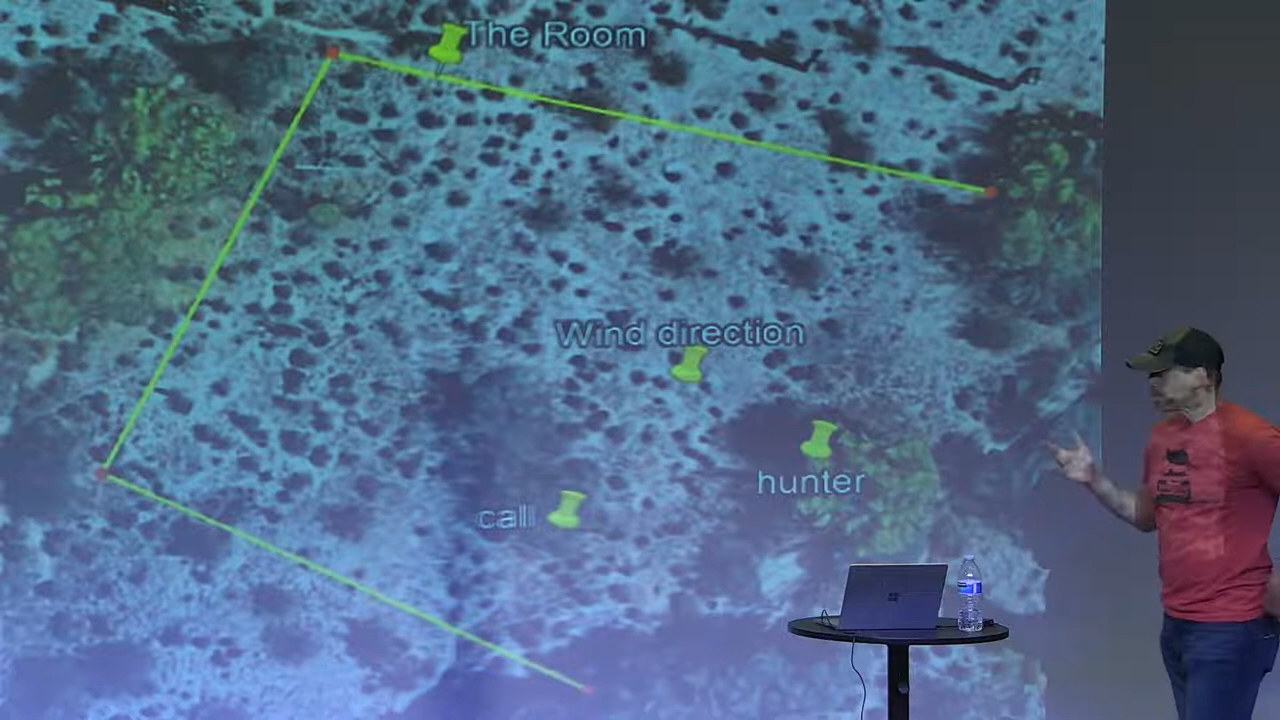 The Room
Wind direction
hunter
call